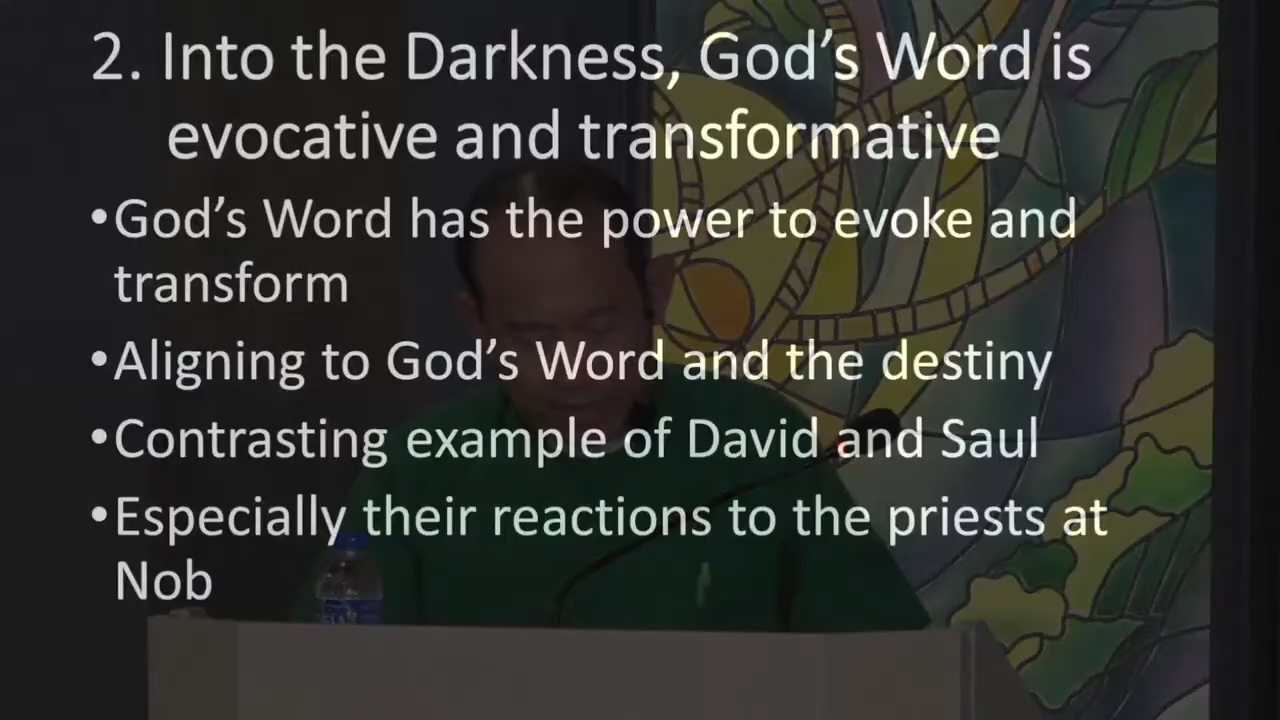 2. Into the Darkness, God’s Word is
evocative and transformative
•God’s Word has the power to evoke and
transform
•Aligning to God’s Word and the destiny
•Contrasting example of David and Saul
•Especially their reactions to the priests at
Nob